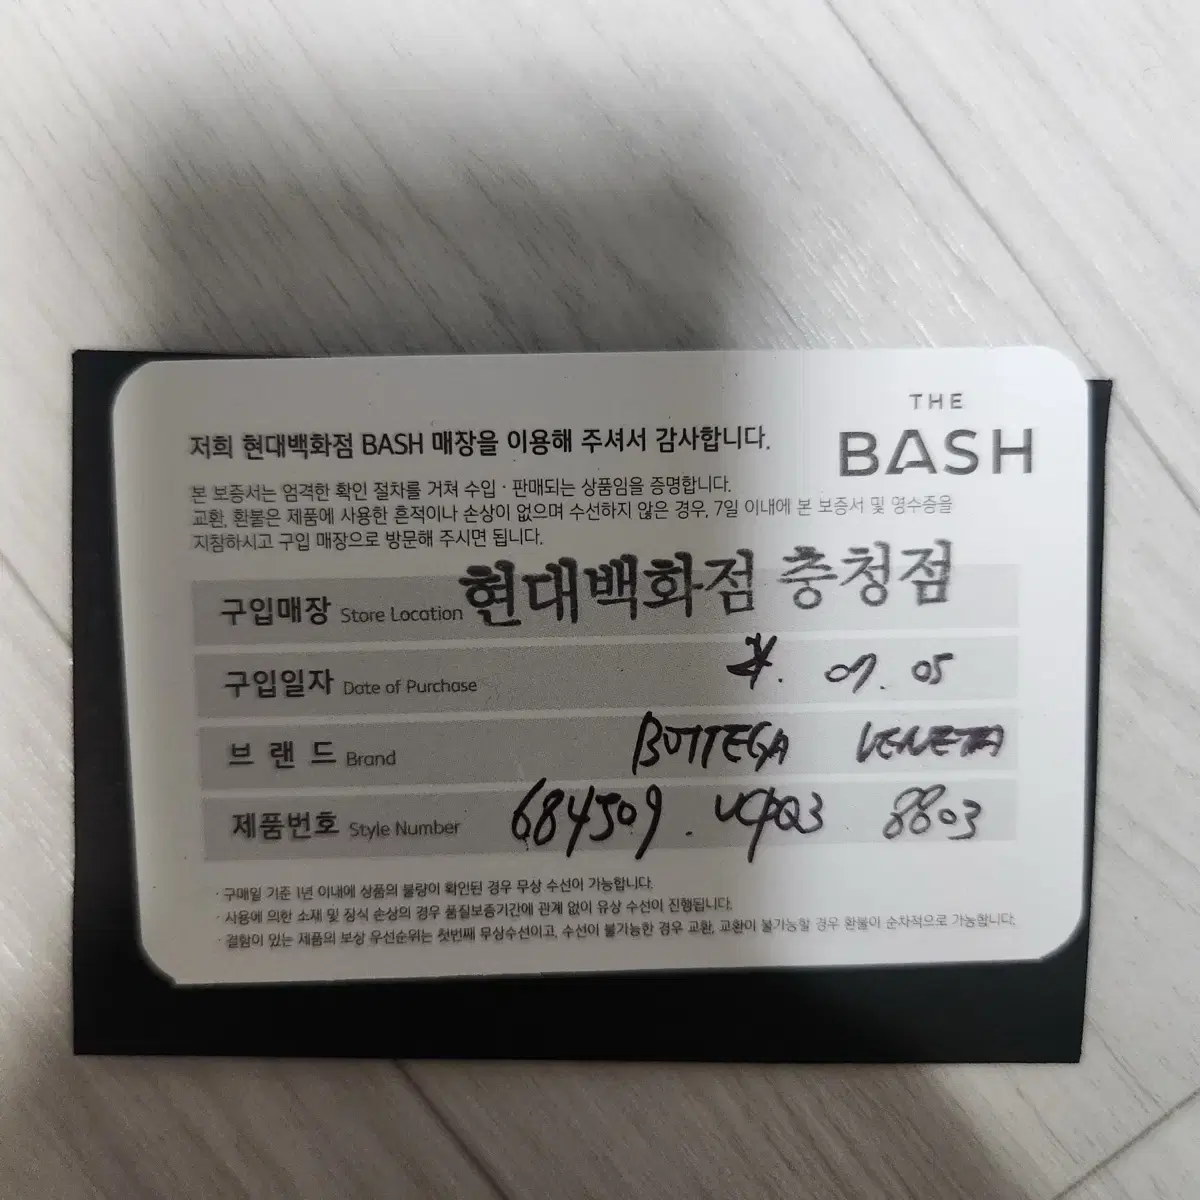 THE
BASH
저희 현대백화점 BASH 매장을 이용해 주셔서 감사합니다.
본 보증서는 엄격한 확인 절차를 거쳐 수입 · 판매되는 상품임을 증명합니다.
교환, 환불은 제품에 사용한 흔적이나 손상이 없으며 수선하지 않은 경우, 7일 이내에 본 보증서 및 영수증을
지참하시고 구입 매장으로 방문해 주시면 됩니다.
구입매장 Store Location 현대백화점 충청점
구입일자 Date of Purchase 07. 05
브 랜 드 Brand BOTTEGA VENETA
제품번호 Style Number 684509. V4QQ3 8803
· 구매일 기준 1년 이내에 상품의 불량이 확인된 경우 무상 수선이 가능합니다.
· 사용에 의한 소재 및 장식 손상의 경우 품질보증기간에 관계 없이 유상 수선이 진행됩니다.
· 결함이 있는 제품의 보상 우선순위는 첫번째 무상수선이고, 수선이 불가능한 경우 교환, 교환이 불가능할 경우 환불이 순차적으로 가능합니다.